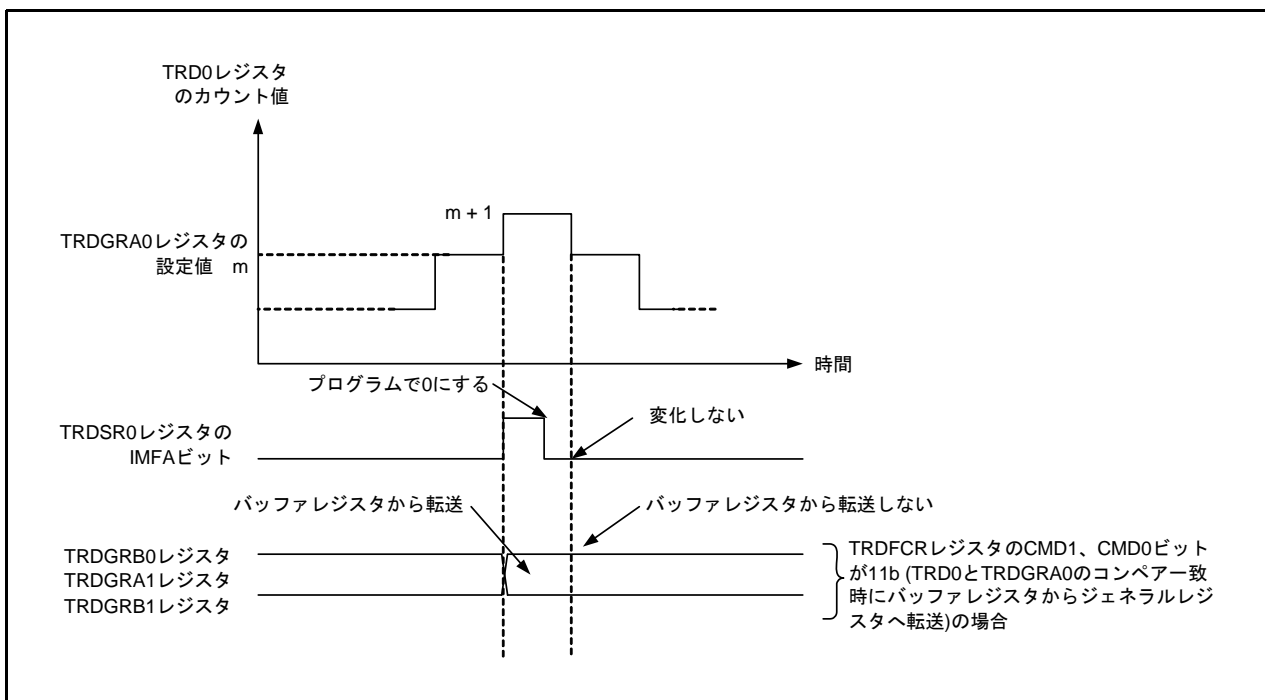 TRD0レジスタ
のカウント値
m + 1
TRDGRA0レジスタの
設定値 m
時間
プログラムで0にする
変化しない
TRDSR0レジスタの
IMFAビット
バッファレジスタから転送
バッファレジスタから転送しない
TRDGRB0レジスタ
TRDGRA1レジスタ
TRDGRB1レジスタ
TRDFCRレジスタのCMD1、CMD0ビット
が11b (TRD0とTRDGRA0のコンペアー致
時にバッファレジスタからジェネラルレジ
スタへ転送)の場合